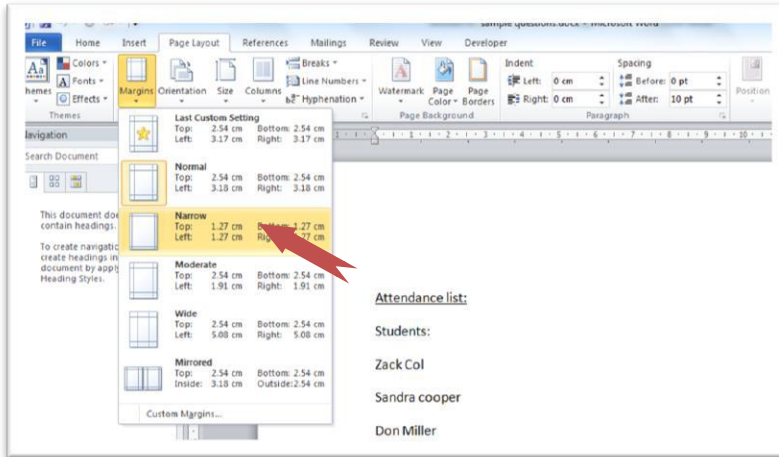 sample questions.docx - Microsoft Word
File Home Insert Page Layout References Mailings Review View Developer
Colors
Fonts
Effects
Themes
Margins
Orientation
Size
Columns
Breaks
Line Numbers
Hyphenation
Watermark
Page Color
Page Borders
Page Background
Indent
Left: 0 cm
Right: 0 cm
Spacing
Before: 0 pt
After: 10 pt
Paragraph
Position
Search Document
This document
contain headings.
To create
create headings in
document by
Heading Styles.
Last Custom Setting
Top: 2.54 cm Bottom: 2.54 cm
Left: 3.17 cm Right: 3.17 cm
Normal
Top: 2.54 cm Bottom: 2.54 cm
Left: 3.18 cm Right: 3.18 cm
Narrow
Top: 1.27 cm Bottom: 1.27 cm
Left: 1.27 cm
Moderate
Top: 2.54 cm Bottom: 2.54 cm
Left: 1.91 cm Right: 1.91 cm
Wide
Top: 2.54 cm Bottom: 2.54 cm
Left: 5.08 cm Right: 5.08 cm
Mirrored
Top: 2.54 cm Bottom: 2.54 cm
Inside: 3.18 cm Outside:2.54 cm
Custom Margins...
Attendance list:
Students:
Zack Col
Sandra cooper
Don Miller